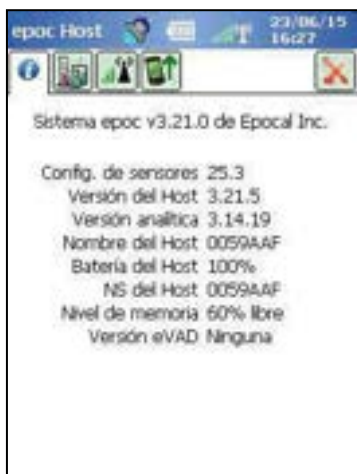 epoc Host
23/06/15
16:27
Sistema epoc v3.21.0 de Epocal Inc.
Config. de sensores 25.3
Versión del Host 3.21.5
Versión analítica 3.14.19
Nombre del Host 0059AAF
Batería del Host 100%
NS del Host 0059AAF
Nivel de memoria 60% libre
Versón eVAD Ninguna